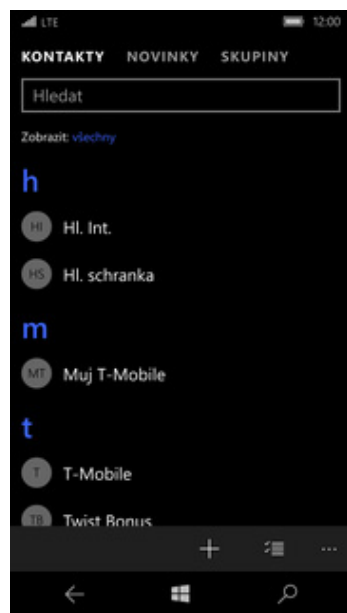 LTE 12:00
KONTAKTY NOVINKY SKUPINY
Hledat
Zobrazit: všechny
h
HI Hl. Int.
HS Hl. schranka
m
MT Muj T-Mobile
t
T T-Mobile
TB Twist Bonus